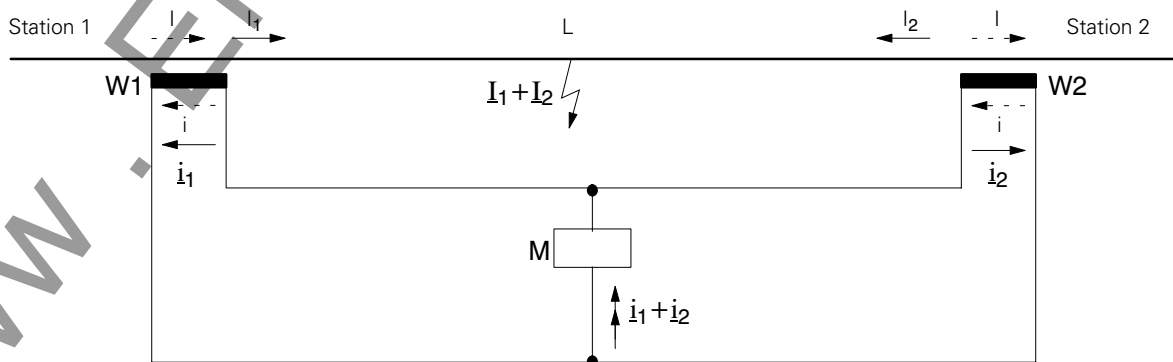 Station 1 I I1 L I2 I Station 2
W1 I1+I2 W2
i i
i1 i2
M
i1+i2